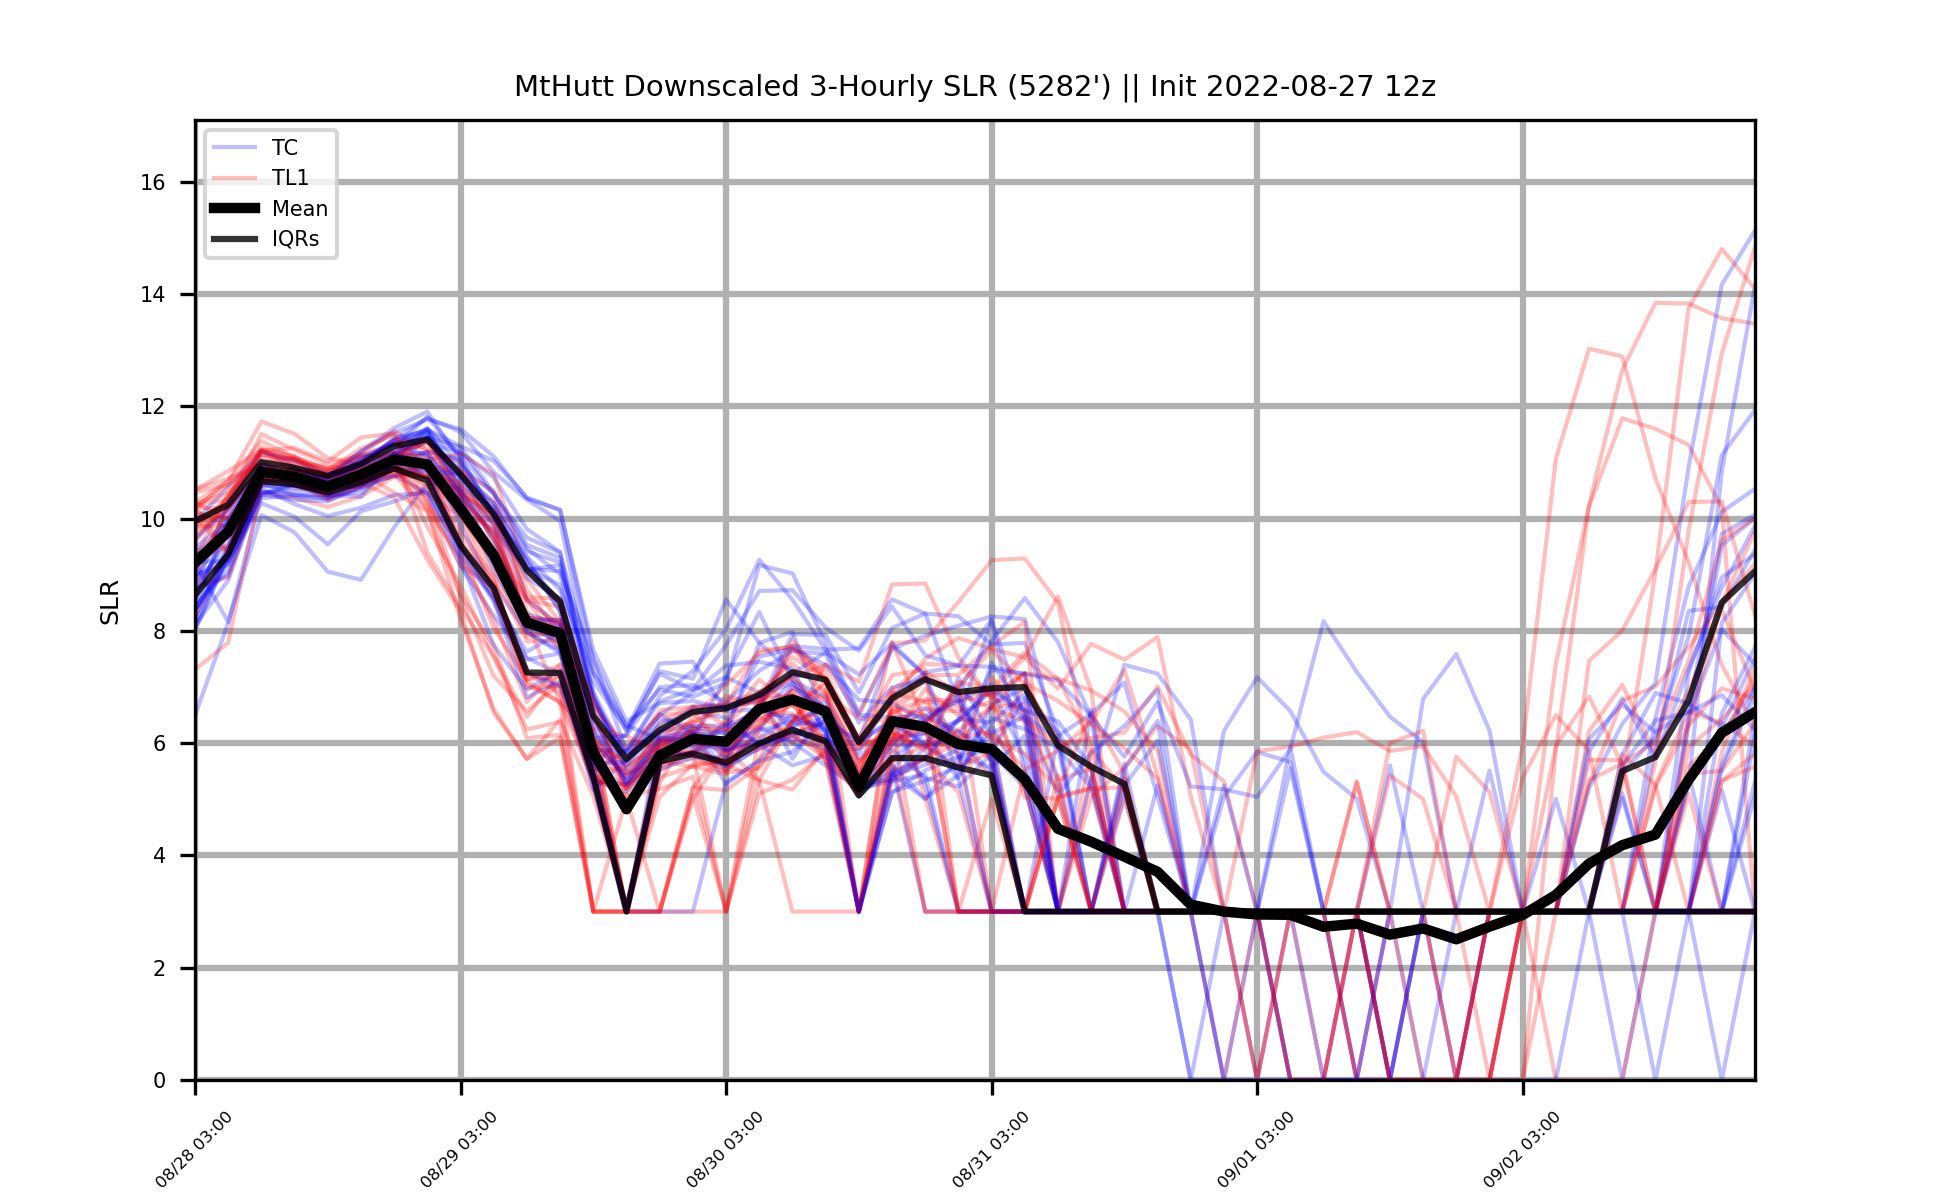 MtHutt Downscaled 3-Hourly SLR (5282') || Init 2022-08-27 12z
TC
TL1
Mean
IQRs
SLR
16
14
12
10
8
6
4
2
0
08/28 03:00
08/29 03:00
08/30 03:00
08/31 03:00
09/01 03:00
09/02 03:00